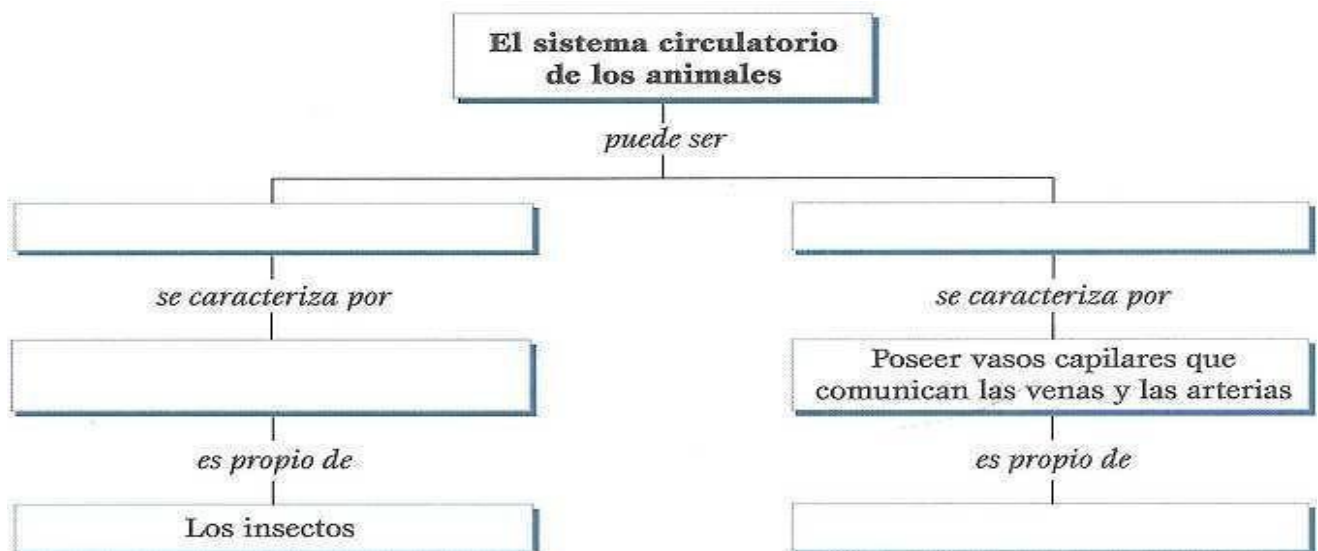 El sistema circulatorio
de los animales
puede ser
se caracteriza por
se caracteriza por
Poseer vasos capilares que
comunican las venas y las arterias
es propio de
es propio de
Los insectos